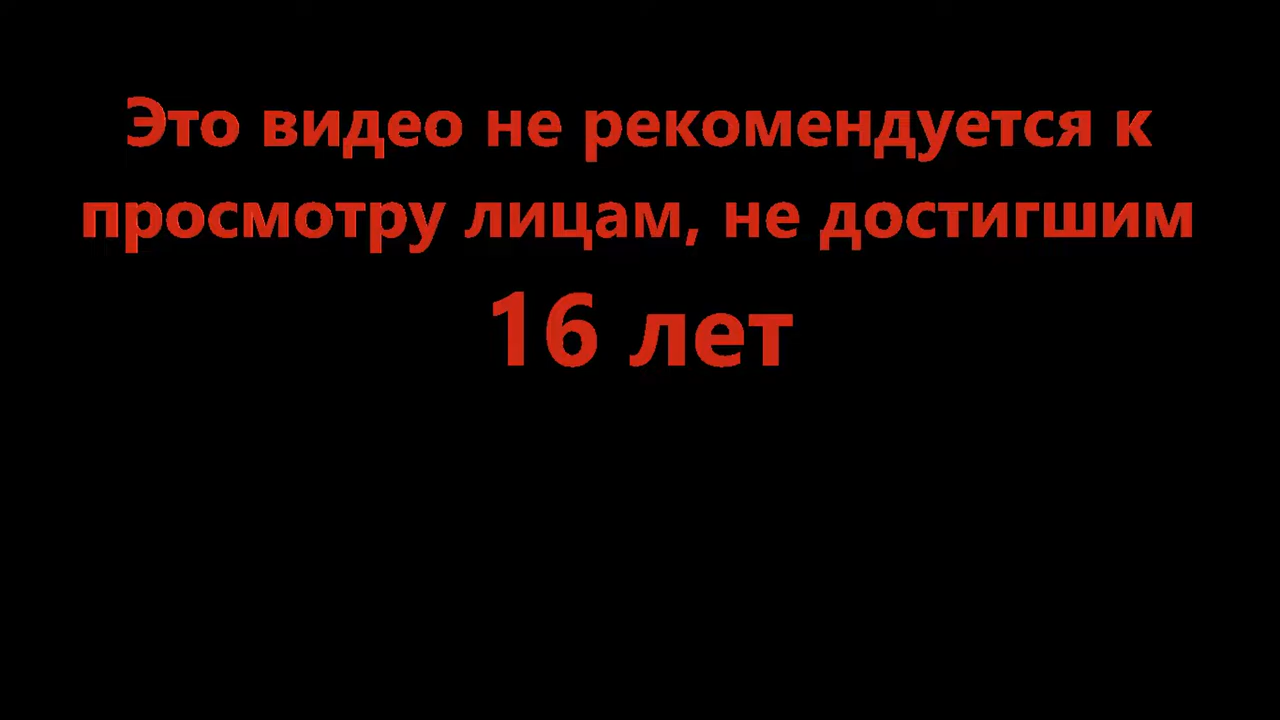 Это видео не рекомендуется к
просмотру лицам, не достигшим
16 лет